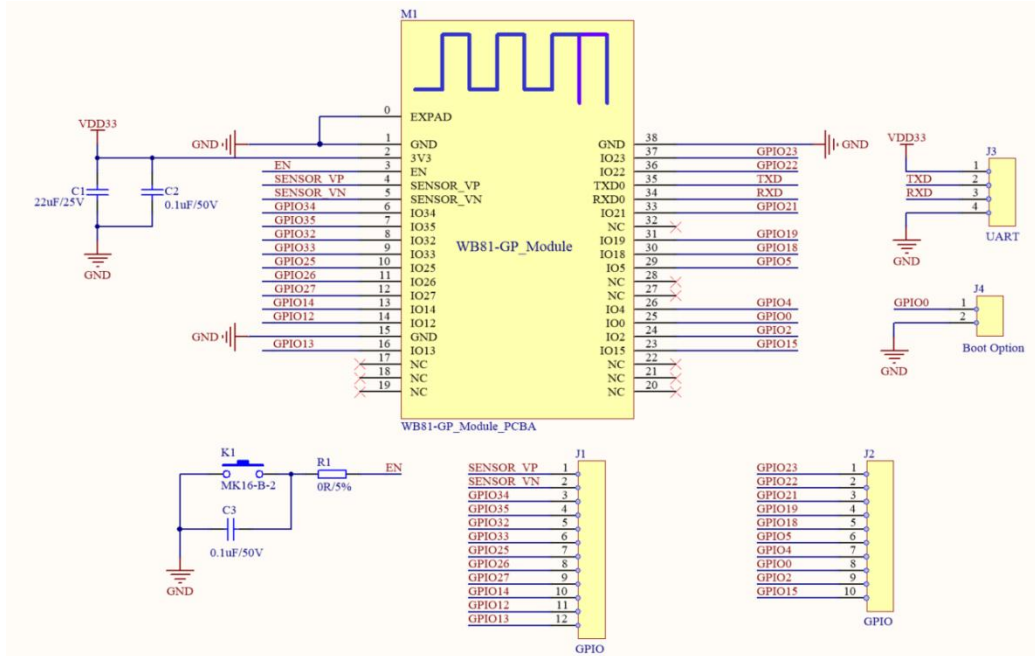 M1
0 EXPAD
VDD33
GND 1 GND
2 3V3
EN 3 EN
SENSOR_VP 4 SENSOR_VP
SENSOR_VN 5 SENSOR_VN
GPIO34 6 IO34
GPIO35 7 IO35
GPIO32 8 IO32
GPIO33 9 IO33
GPIO25 10 IO25
GPIO26 11 IO26
GPIO27 12 IO27
GPIO14 13 IO14
GPIO12 14 IO12
GND 15 GND
GPIO13 16 IO13
17 NC
18 NC
19 NC
C1
22uF/25V
C2
0.1uF/50V
GND
WB81-GP_Module
GND 38 GND
IO23 37 GPIO23
IO22 36 GPIO22
TXD0 35 TXD
RXD0 34 RXD
IO21 33 GPIO21
NC 32
IO19 31 GPIO19
IO18 30 GPIO18
IO5 29 GPIO5
NC 28
NC 27
IO4 26 GPIO4
IO0 25 GPIO0
IO2 24 GPIO2
IO15 23 GPIO15
NC 22
NC 21
NC 20
WB81-GP_Module_PCBA
VDD33
J3
1
TXD 2
RXD 3
4
UART
GND
J4
GPIO0 1
2
Boot Option
GND
K1
MK16-B-2
R1
0R/5%
EN
C3
0.1uF/50V
GND
J1
SENSOR_VP 1
SENSOR_VN 2
GPIO34 3
GPIO35 4
GPIO32 5
GPIO33 6
GPIO25 7
GPIO26 8
GPIO27 9
GPIO14 10
GPIO12 11
GPIO13 12
GPIO
J2
GPIO23 1
GPIO22 2
GPIO21 3
GPIO19 4
GPIO18 5
GPIO5 6
GPIO4 7
GPIO0 8
GPIO2 9
GPIO15 10
GPIO